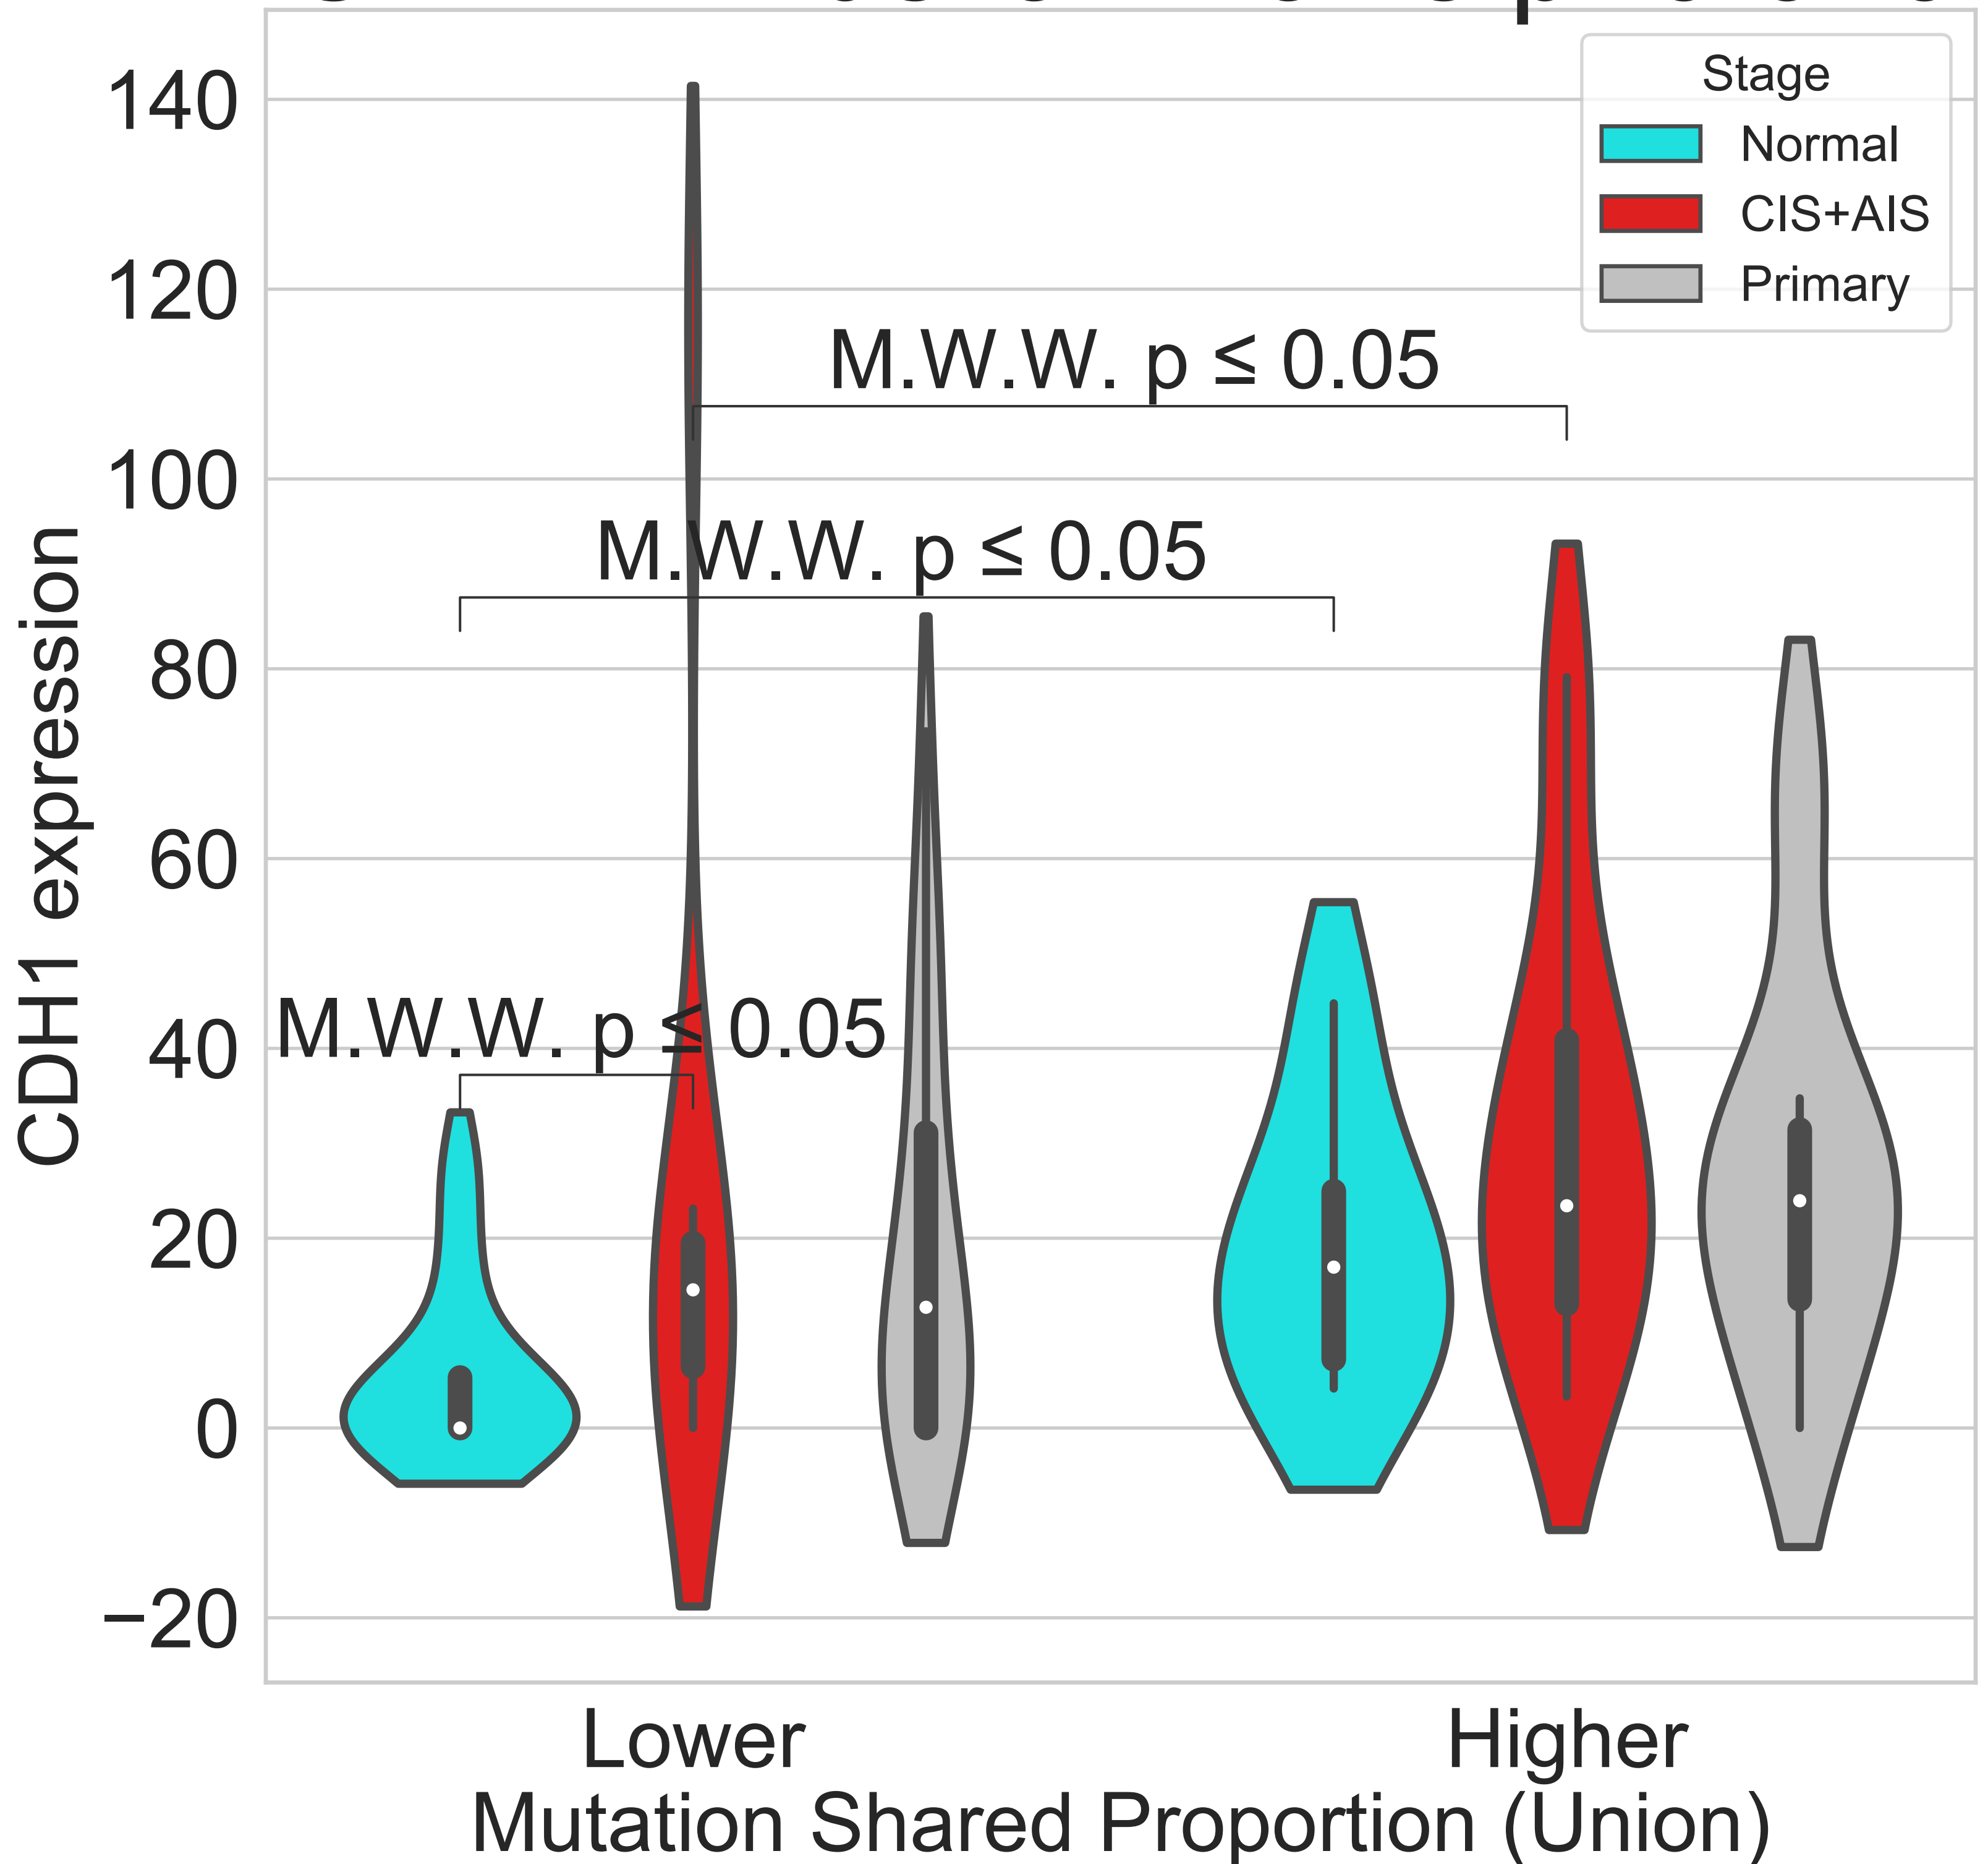 Stage
Normal
CIS+AIS
Primary
140
120
100
80
60
40
20
0
−20
CDH1 expression
M.W.W. p ≤ 0.05
M.W.W. p ≤ 0.05
M.W.W. p ≤ 0.05
Lower Higher
Mutation Shared Proportion (Union)